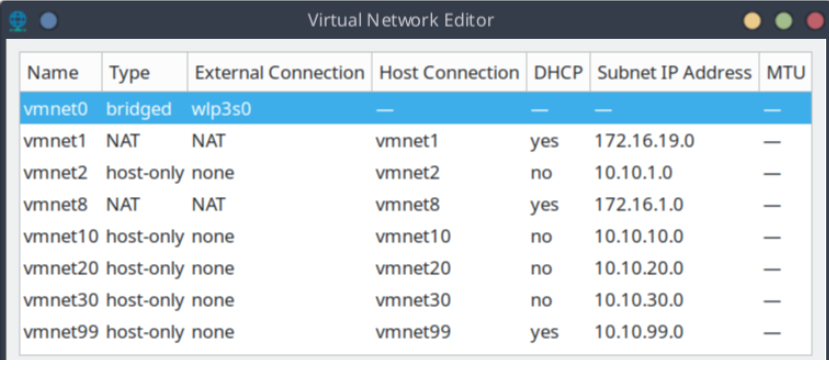 Virtual Network Editor
Name Type External Connection Host Connection DHCP Subnet IP Address MTU
vmnet0 bridged wlp3s0 — — — —
vmnet1 NAT NAT vmnet1 yes 172.16.19.0 —
vmnet2 host-only none vmnet2 no 10.10.1.0 —
vmnet8 NAT NAT vmnet8 yes 172.16.1.0 —
vmnet10 host-only none vmnet10 no 10.10.10.0 —
vmnet20 host-only none vmnet20 no 10.10.20.0 —
vmnet30 host-only none vmnet30 no 10.10.30.0 —
vmnet99 host-only none vmnet99 yes 10.10.99.0 —